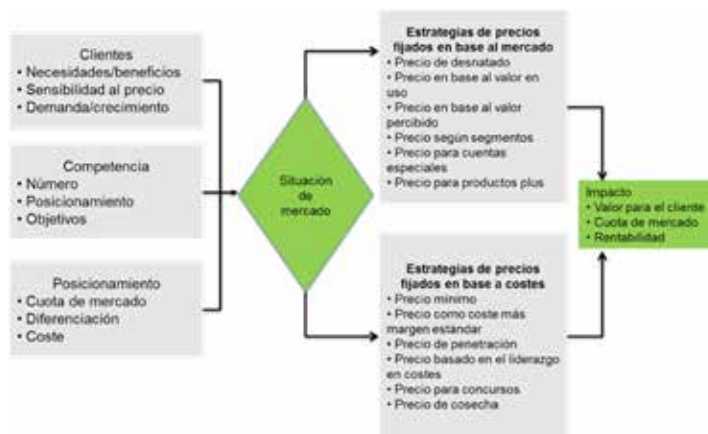 Clientes
• Necesidades/beneficios
• Sensibilidad al precio
• Demanda/crecimiento
Competencia
• Número
• Posicionamiento
• Objetivos
Posicionamiento
• Cuota de mercado
• Diferenciación
• Coste
Situación
de
mercado
Estrategias de precios
fijados en base al mercado
• Precio de desnatado
• Precio en base al valor en
uso
• Precio en base al valor
percibido
• Precio según segmentos
• Precio para cuentas
especiales
• Precio para productos plus
Estrategias de precios
fijados en base a costes
• Precio mínimo
• Precio como coste más
margen estándar
• Precio de penetración
• Precio basado en el liderazgo
en costes
• Precio para concursos
• Precio de cosecha
Impacto
• Valor para el cliente
• Cuota de mercado
• Rentabilidad